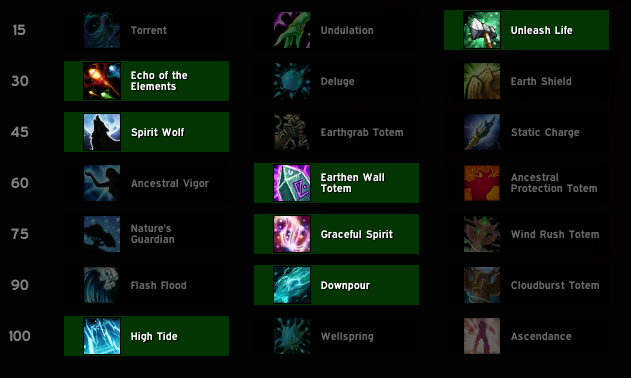 15 Torrent Undulation Unleash Life
30 Echo of the Elements Deluge Earth Shield
45 Spirit Wolf Earthgrab Totem Static Charge
60 Ancestral Vigor Earthen Wall Totem Ancestral Protection Totem
75 Nature's Guardian Graceful Spirit Wind Rush Totem
90 Flash Flood Downpour Cloudburst Totem
100 High Tide Wellspring Ascendance